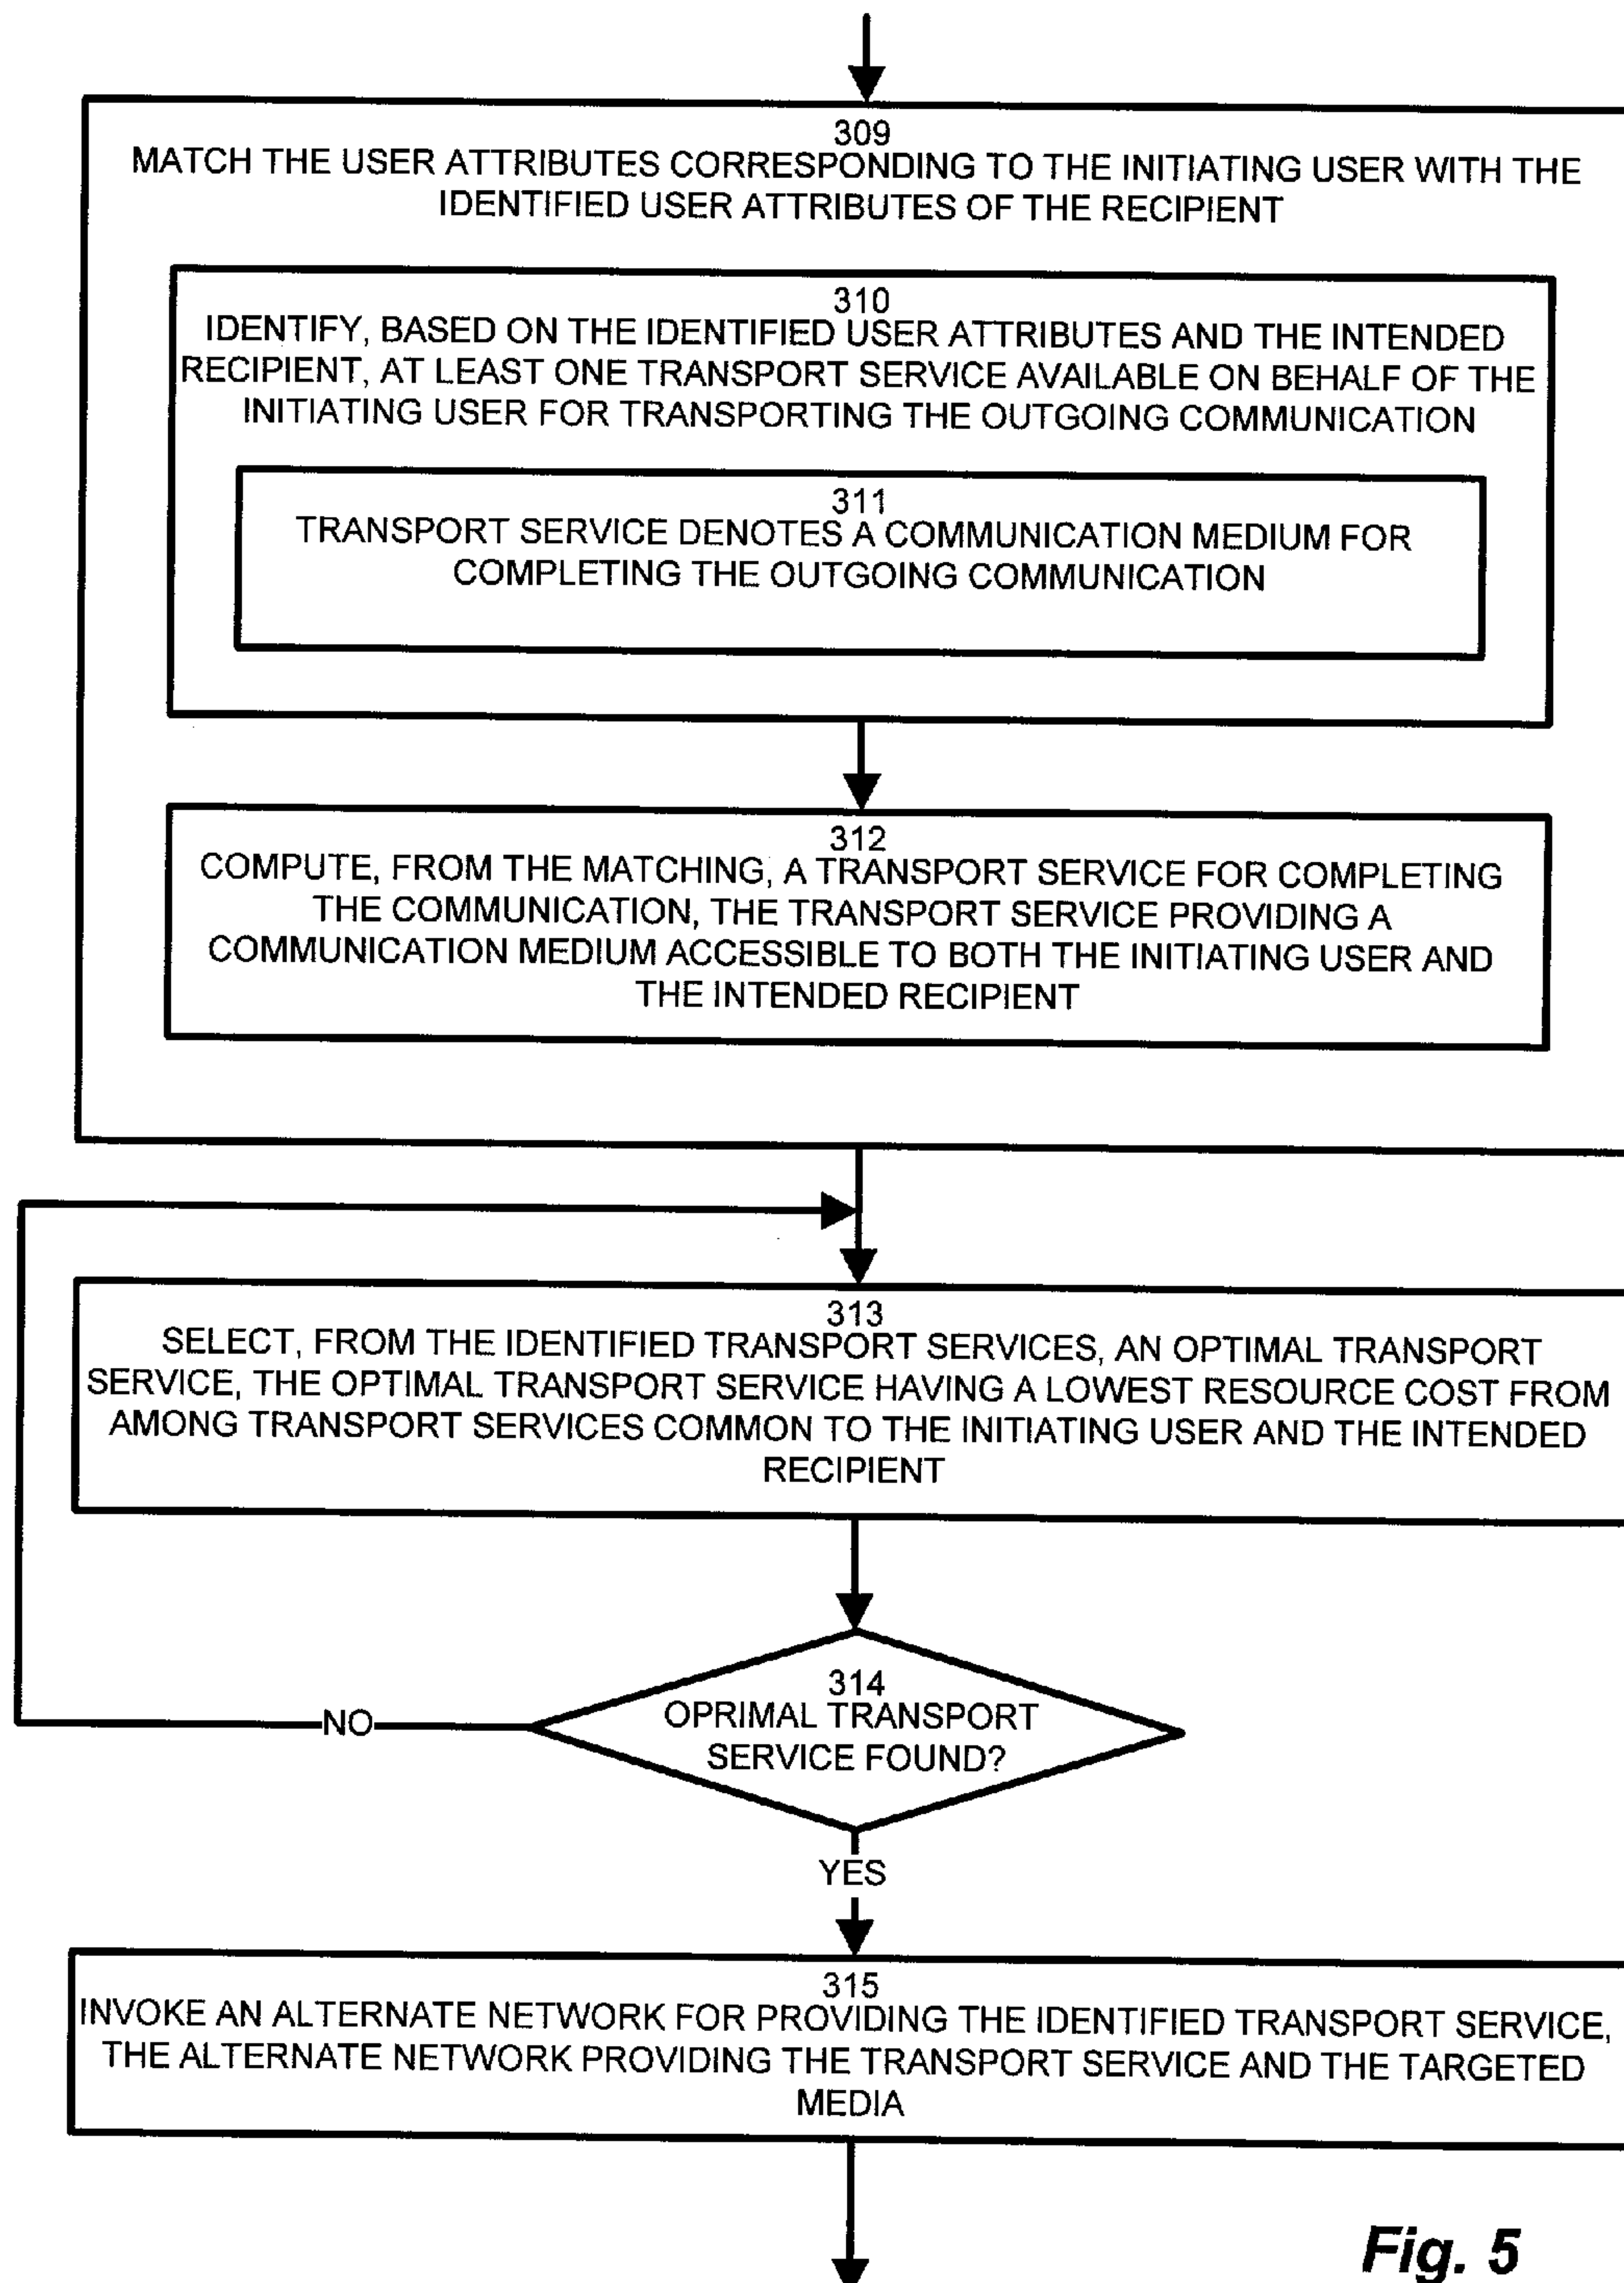 309
MATCH THE USER ATTRIBUTES CORRESPONDING TO THE INITIATING USER WITH THE
IDENTIFIED USER ATTRIBUTES OF THE RECIPIENT
310
IDENTIFY, BASED ON THE IDENTIFIED USER ATTRIBUTES AND THE INTENDED
RECIPIENT, AT LEAST ONE TRANSPORT SERVICE AVAILABLE ON BEHALF OF THE
INITIATING USER FOR TRANSPORTING THE OUTGOING COMMUNICATION
311
TRANSPORT SERVICE DENOTES A COMMUNICATION MEDIUM FOR
COMPLETING THE OUTGOING COMMUNICATION
312
COMPUTE, FROM THE MATCHING, A TRANSPORT SERVICE FOR COMPLETING
THE COMMUNICATION, THE TRANSPORT SERVICE PROVIDING A
COMMUNICATION MEDIUM ACCESSIBLE TO BOTH THE INITIATING USER AND
THE INTENDED RECIPIENT
313
SELECT, FROM THE IDENTIFIED TRANSPORT SERVICES, AN OPTIMAL TRANSPORT
SERVICE, THE OPTIMAL TRANSPORT SERVICE HAVING A LOWEST RESOURCE COST FROM
AMONG TRANSPORT SERVICES COMMON TO THE INITIATING USER AND THE INTENDED
RECIPIENT
314
OPRIMAL TRANSPORT
SERVICE FOUND?
NO
YES
315
INVOKE AN ALTERNATE NETWORK FOR PROVIDING THE IDENTIFIED TRANSPORT SERVICE,
THE ALTERNATE NETWORK PROVIDING THE TRANSPORT SERVICE AND THE TARGETED
MEDIA
Fig. 5